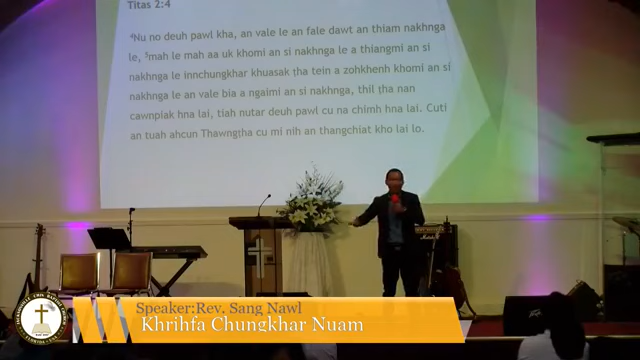 Titas 2:4
⁴Nu no deuh pawl kha, an vale le an fale dawt an thiam nakhnga
le, ⁵mah le mah aa uk khomi an si nakhnga le a thiangmi an si
nakhnga le innchungkhar khuasak ṭha tein a zohkhenh khomi an si
nakhnga le an vale bia a ngaimi an si nakhnga, thil ṭha nan
cawnpiak hna lai, tiah nutar deuh pawl cu na chimh hna lai. Cuti
an tuah ahcun Thawngṭha cu mi nih an thangchiat kho lai lo.
Marshall
Speaker:Rev. Sang Nawl
Khrihfa Chungkhar Nuam
PEAVEY